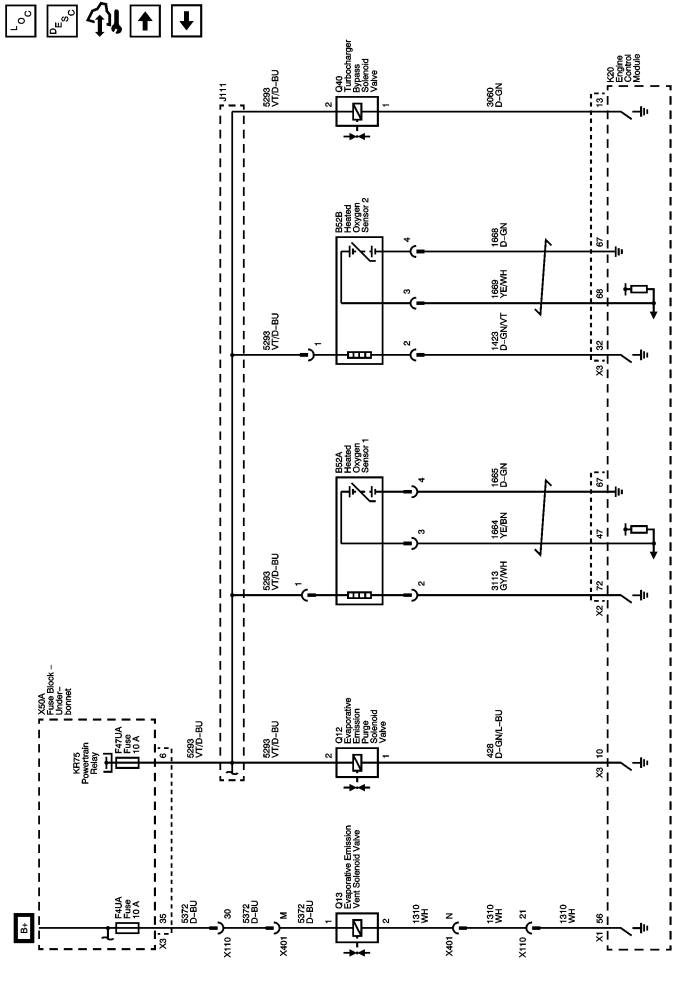 LOC
DESC
B+
X50A
Fuse Block –
Under–
bonnet
KR75
Powertrain
Relay
F4UA
Fuse
10 A
F47UA
Fuse
10 A
X3
35
6
5372
D–BU
X110
30
5372
D–BU
X401
M
5372
D–BU
1
Q13
Evaporative Emission
Vent Solenoid Valve
2
1310
WH
X401
N
1310
WH
X110
21
1310
WH
X1
56
5293
VT/D–BU
5293
VT/D–BU
2
Q12
Evaporative
Emission
Purge
Solenoid
Valve
1
428
D–GN/L–BU
X3
10
J111
5293
VT/D–BU
1
B52A
Heated
Oxygen
Sensor 1
2
3
4
3113
GY/WH
1664
YE/BN
1665
D–GN
X2
72
47
67
5293
VT/D–BU
1
B52B
Heated
Oxygen
Sensor 2
2
3
4
1423
D–GN/VT
1669
YE/WH
1668
D–GN
X3
32
68
67
5293
VT/D–BU
2
Q40
Turbocharger
Bypass
Solenoid
Valve
1
3060
D–GN
13
K20
Engine
Control
Module